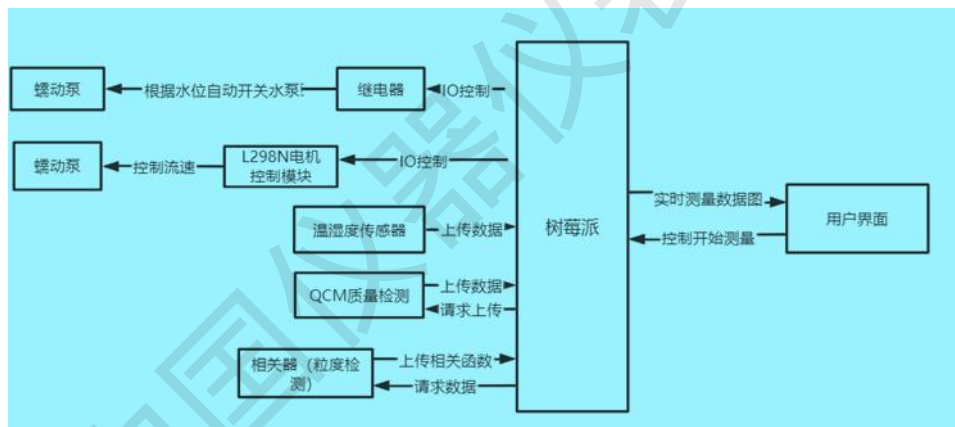 蠕动泵
根据水位自动开关水泵
继电器
IO控制
蠕动泵
控制流速
L298N电机
控制模块
IO控制
温湿度传感器
上传数据
QCM质量检测
上传数据
请求上传
相关器（粒度检
测）
上传相关函数
请求数据
树莓派
实时测量数据图
控制开始测量
用户界面
国仪器仪